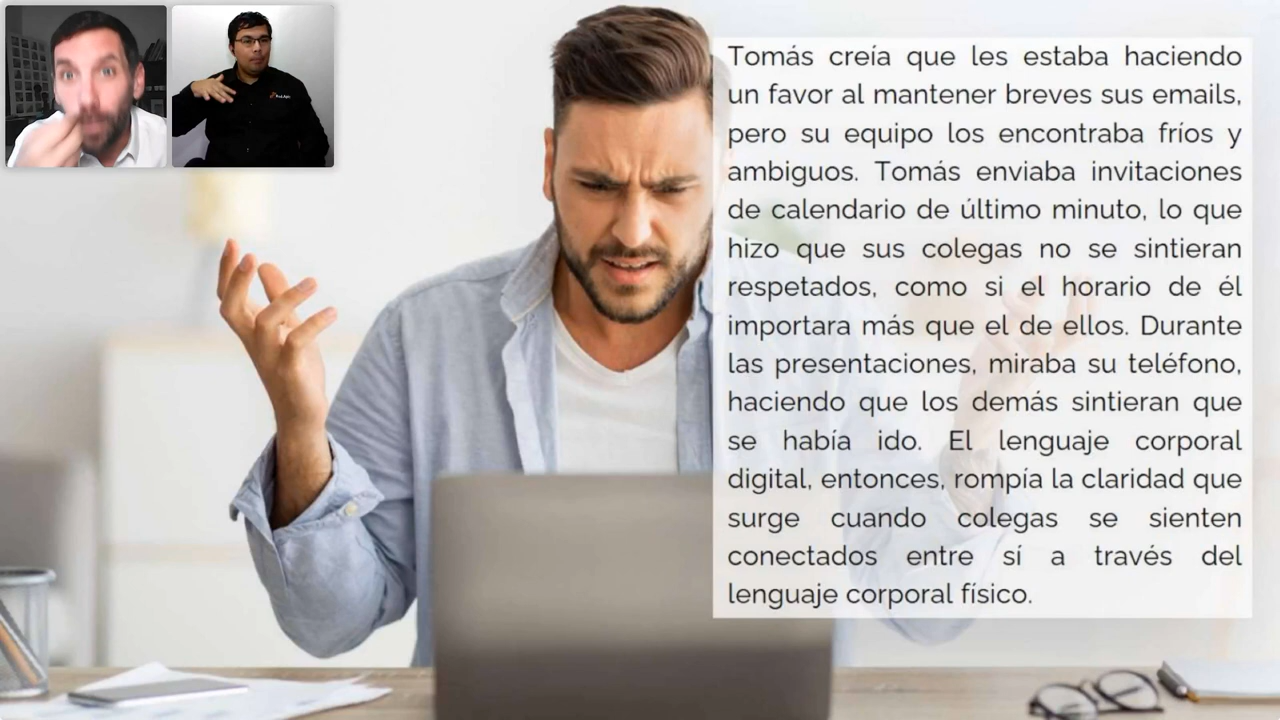 Tomás creía que les estaba haciendo
un favor al mantener breves sus emails,
pero su equipo los encontraba fríos y
ambiguos. Tomás enviaba invitaciones
de calendario de último minuto, lo que
hizo que sus colegas no se sintieran
respetados, como si el horario de él
importara más que el de ellos. Durante
las presentaciones, miraba su teléfono,
haciendo que los demás sintieran que
se había ido. El lenguaje corporal
digital, entonces, rompía la claridad que
surge cuando colegas se sienten
conectados entre sí a través del
lenguaje corporal físico.